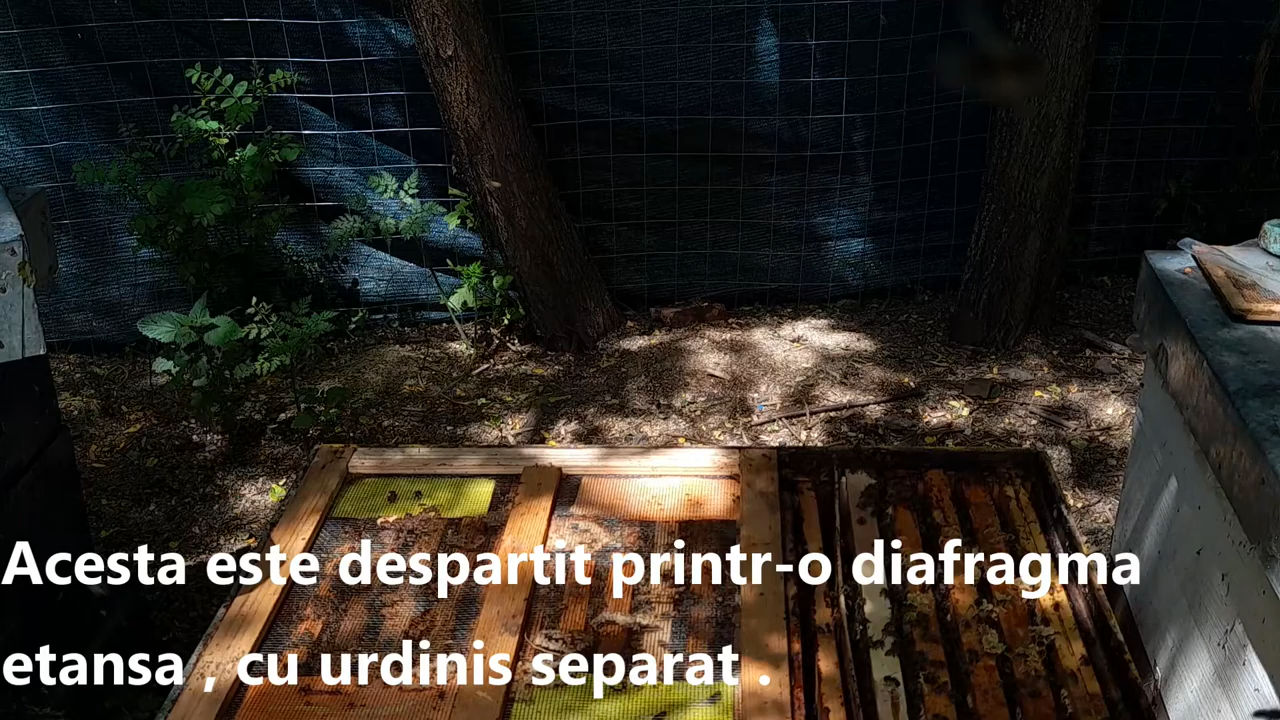 Acesta este despartit printr-o diafragma
etansa , cu urdinis separat .